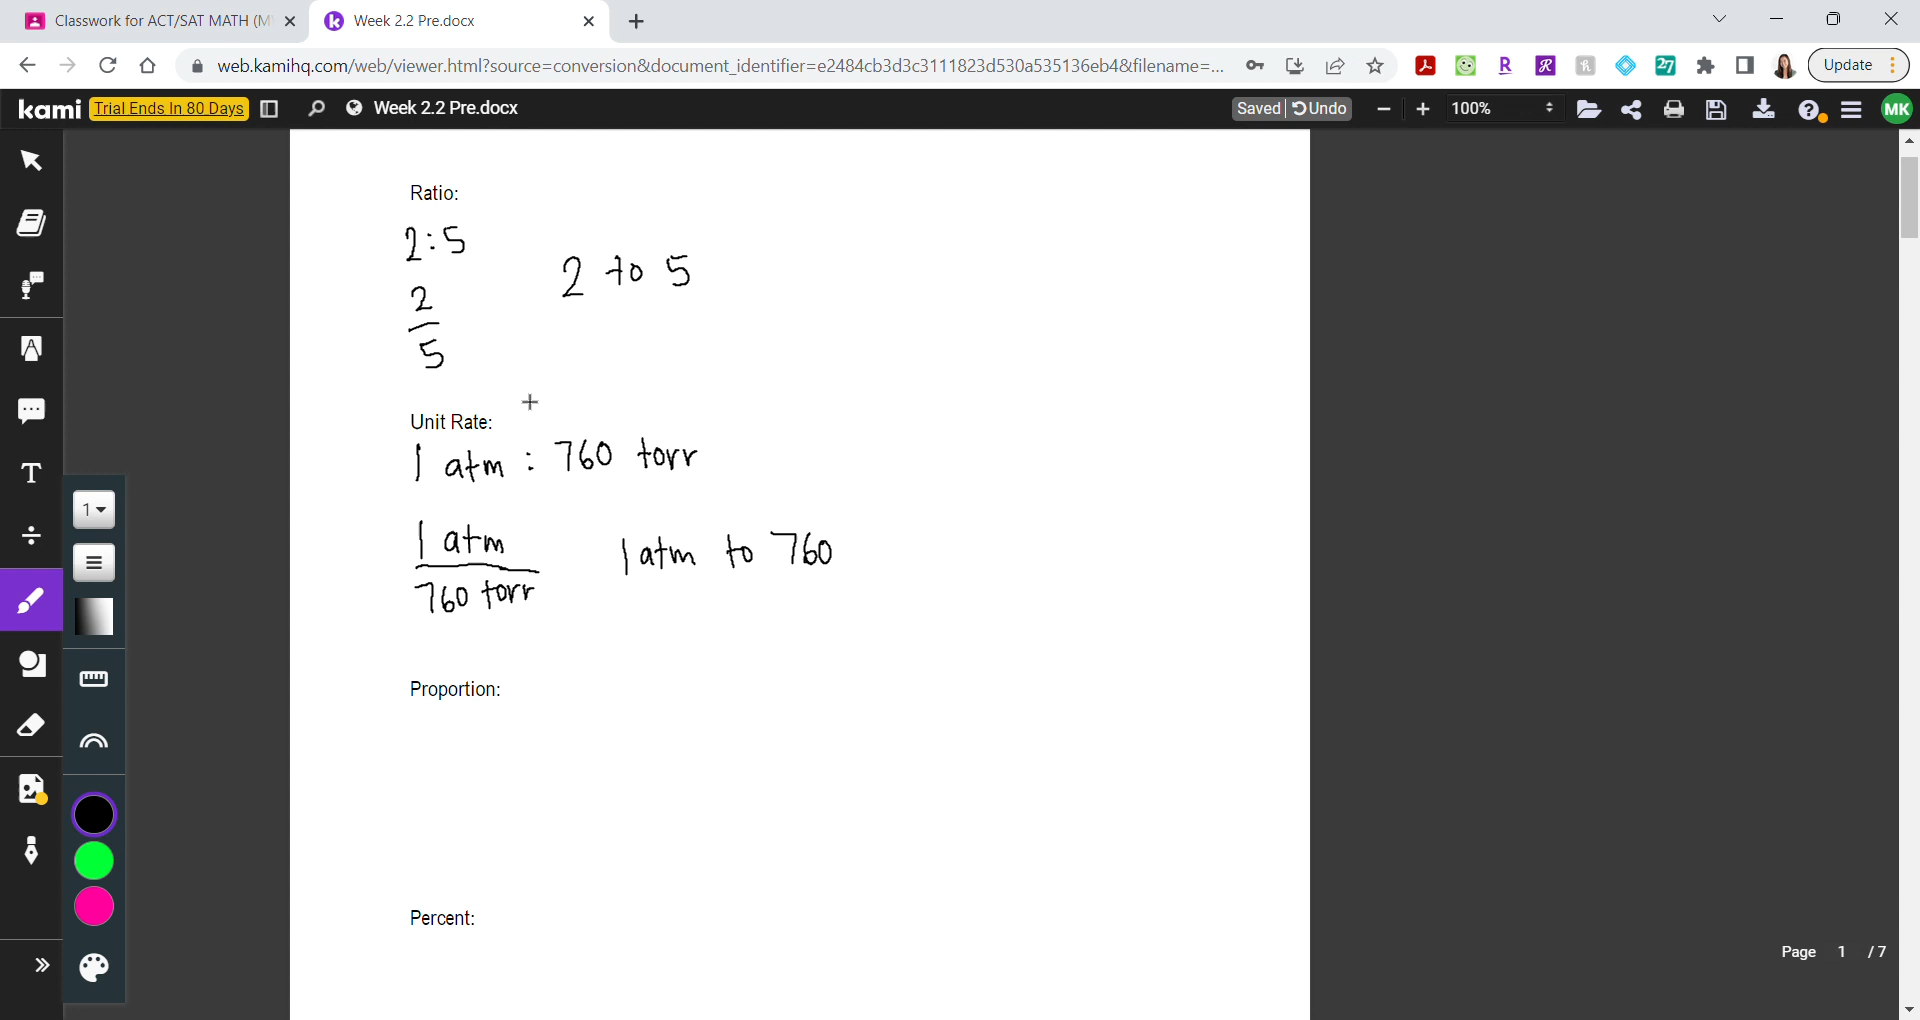 Classwork for ACT/SAT MATH (M
Week 2.2 Pre.docx
web.kamihq.com/web/viewer.html?source=conversion&document_identifier=e2484cb3d3c3111823d530a535136eb4&filename=...
Update
kami Trial Ends In 80 Days Week 2.2 Pre.docx Saved Undo 100% MK
Ratio:
2:5
2 to 5
2
5
Unit Rate:
1 atm : 760 torr
1 atm
760 torr
1 atm to 760
Proportion:
Percent:
Page 1 / 7
T
1
27